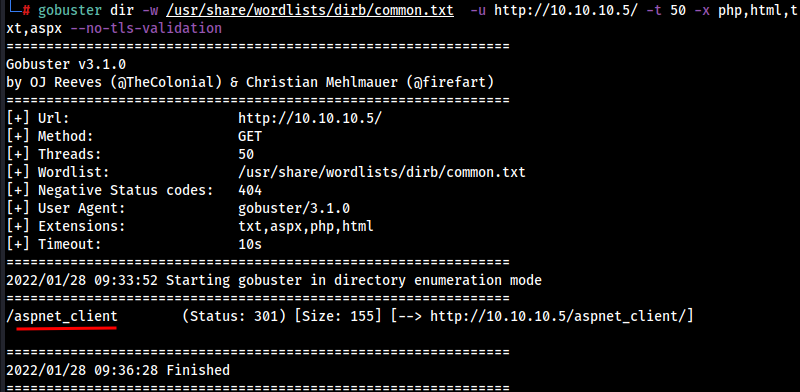 # gobuster dir -w /usr/share/wordlists/dirb/common.txt  -u http://10.10.10.5/ -t 50 -x php,html,t
xt,aspx --no-tls-validation
===============================================================
Gobuster v3.1.0
by OJ Reeves (@TheColonial) & Christian Mehlmauer (@firefart)
===============================================================
[+] Url:                     http://10.10.10.5/
[+] Method:                  GET
[+] Threads:                 50
[+] Wordlist:                /usr/share/wordlists/dirb/common.txt
[+] Negative Status codes:   404
[+] User Agent:              gobuster/3.1.0
[+] Extensions:              txt,aspx,php,html
[+] Timeout:                 10s
===============================================================
2022/01/28 09:33:52 Starting gobuster in directory enumeration mode
===============================================================
/aspnet_client        (Status: 301) [Size: 155] [--> http://10.10.10.5/aspnet_client/]
===============================================================
2022/01/28 09:36:28 Finished
===============================================================